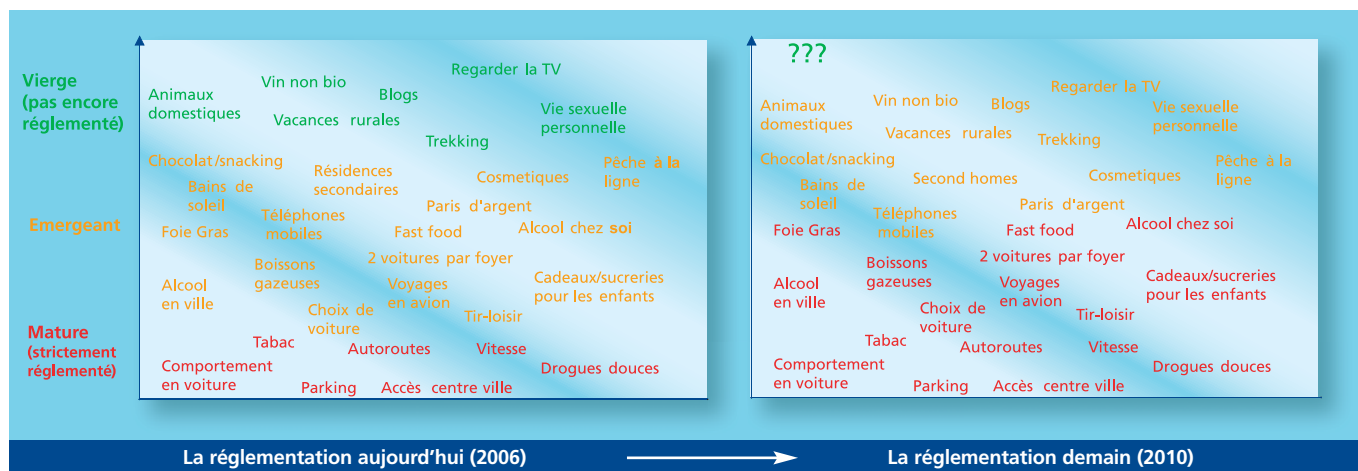 Vierge
(pas encore
réglementé)
Emergeant
Mature
(strictement
réglementé)
Regarder la TV
Vin non bio
Animaux
domestiques
Blogs
Vie sexuelle
personnelle
Vacances rurales
Trekking
Chocolat/snacking
Résidences
secondaires
Cosmetiques
Pêche à la
ligne
Bains de
soleil
Téléphones
mobiles
Paris d'argent
Foie Gras
Fast food
Alcool chez soi
Boissons
gazeuses
2 voitures par foyer
Alcool
en ville
Voyages
en avion
Cadeaux/sucreries
pour les enfants
Choix de
voiture
Tir-loisir
Tabac
Autoroutes
Vitesse
Comportement
en voiture
Parking
Accès centre ville
Drogues douces
???
Regarder la TV
Vin non bio
Animaux
domestiques
Blogs
Vie sexuelle
personnelle
Vacances rurales
Trekking
Chocolat/snacking
Second homes
Cosmetiques
Pêche à la
ligne
Bains de
soleil
Téléphones
mobiles
Paris d'argent
Foie Gras
Fast food
Alcool chez soi
Boissons
gazeuses
2 voitures par foyer
Alcool
en ville
Voyages
en avion
Cadeaux/sucreries
pour les enfants
Choix de
voiture
Tir-loisir
Tabac
Autoroutes
Vitesse
Comportement
en voiture
Parking
Accès centre ville
Drogues douces
La réglementation aujourd'hui (2006)
La réglementation demain (2010)